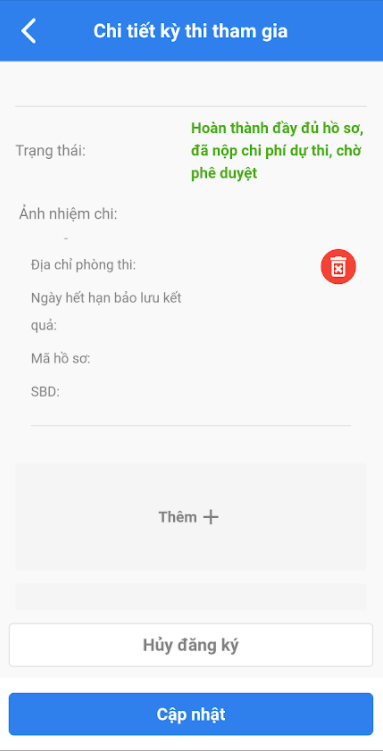 Chi tiết kỳ thi tham gia
Trạng thái:
Hoàn thành đầy đủ hồ sơ,
đã nộp chi phí dự thi, chờ
phê duyệt
Ảnh nhiệm chi:
-
Địa chỉ phòng thi:
Ngày hết hạn bảo lưu kết
quả:
Mã hồ sơ:
SBD:
Thêm +
Hủy đăng ký
Cập nhật